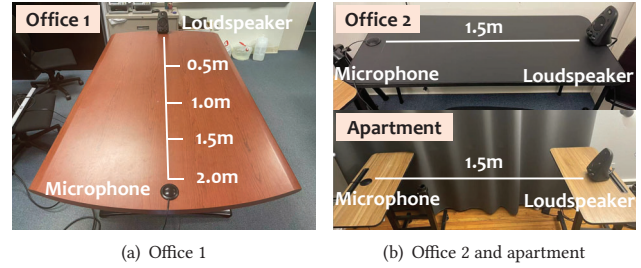 Office 1
Loudspeaker
0.5m
1.0m
1.5m
2.0m
Microphone
(a) Office 1
Office 2
1.5m
Microphone
Loudspeaker
Apartment
1.5m
Microphone
Loudspeaker
(b) Office 2 and apartment